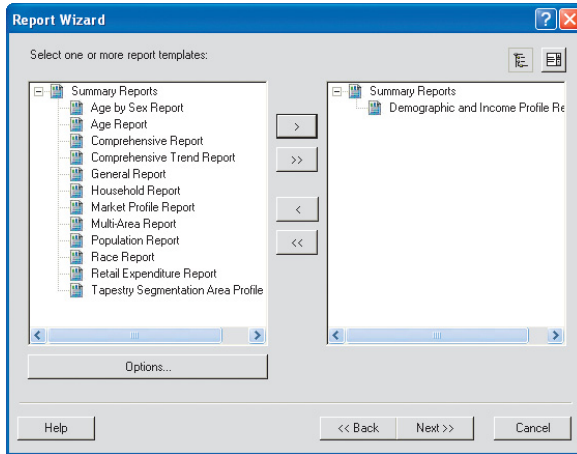 Report Wizard
Select one or more report templates:
Summary Reports
Age by Sex Report
Age Report
Comprehensive Report
Comprehensive Trend Report
General Report
Household Report
Market Profile Report
Multi-Area Report
Population Report
Race Report
Retail Expenditure Report
Tapestry Segmentation Area Profile
>
>>
<
<<
Summary Reports
Demographic and Income Profile Re
Options...
Help
<< Back
Next >>
Cancel